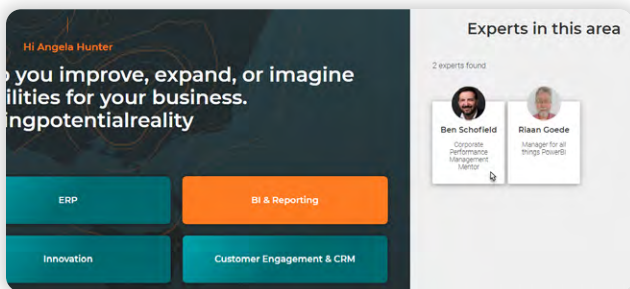 Hi Angela Hunter
p you improve, expand, or imagine
ilities for your business.
ingpotentialreality
ERP
BI & Reporting
Innovation
Customer Engagement & CRM
Experts in this area
2 experts found
Ben Schofield
Corporate
Performance
Management
Mentor
Riaan Goede
Manager for all
things PowerBI